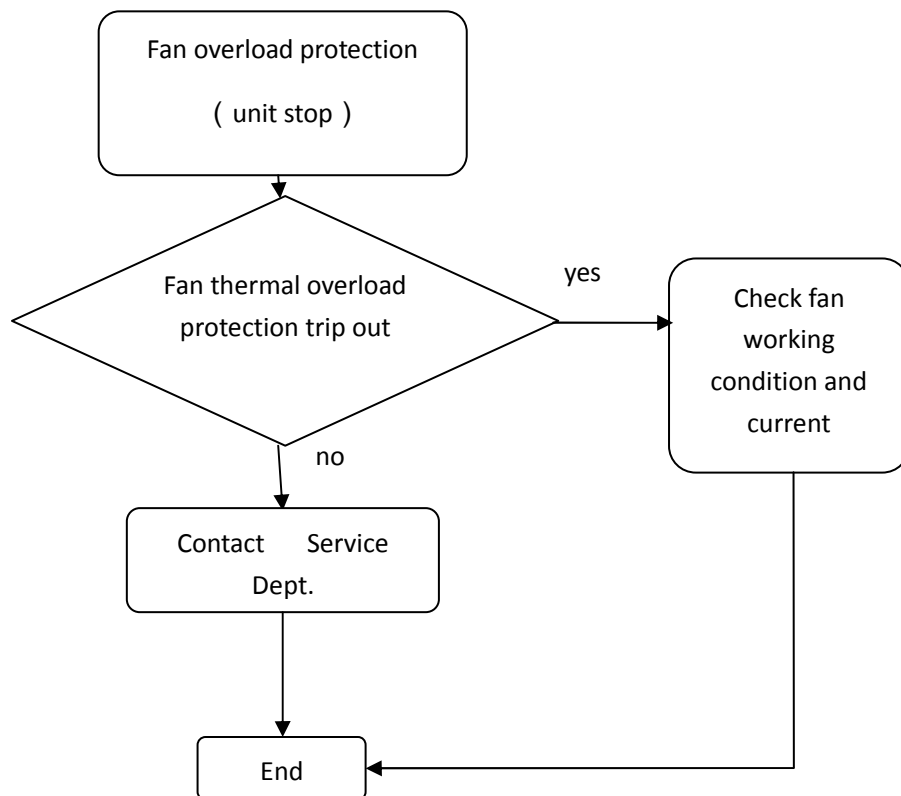 Fan overload protection
( unit stop )
Fan thermal overload
protection trip out
yes
Check fan
working
condition and
current
no
Contact Service
Dept.
End